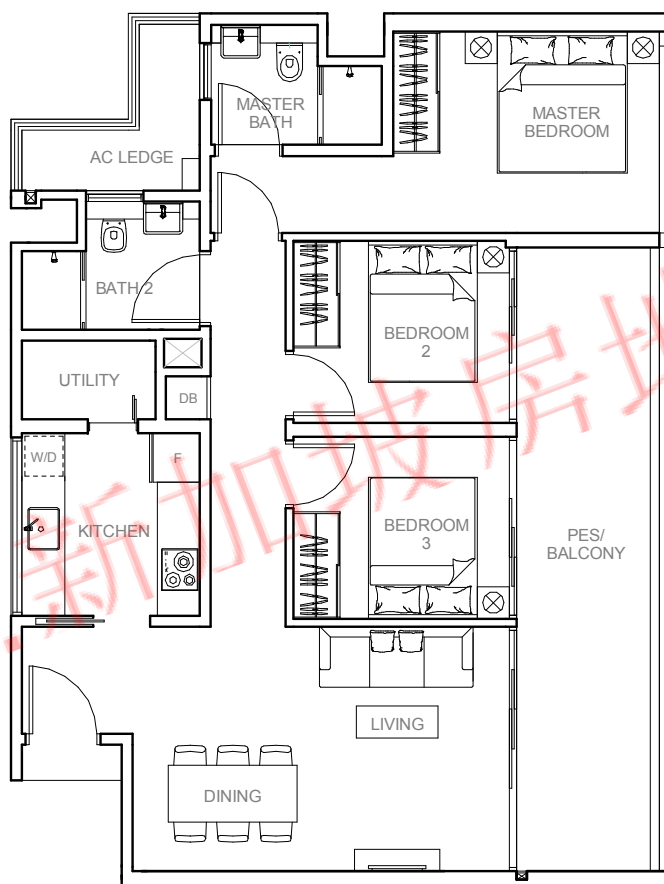 MASTER
BATH
MASTER
BEDROOM
AC LEDGE
BATH 2
BEDROOM
2
UTILITY
DB
W/D
F
KITCHEN
BEDROOM
3
PES/
BALCONY
LIVING
DINING
新加坡房地